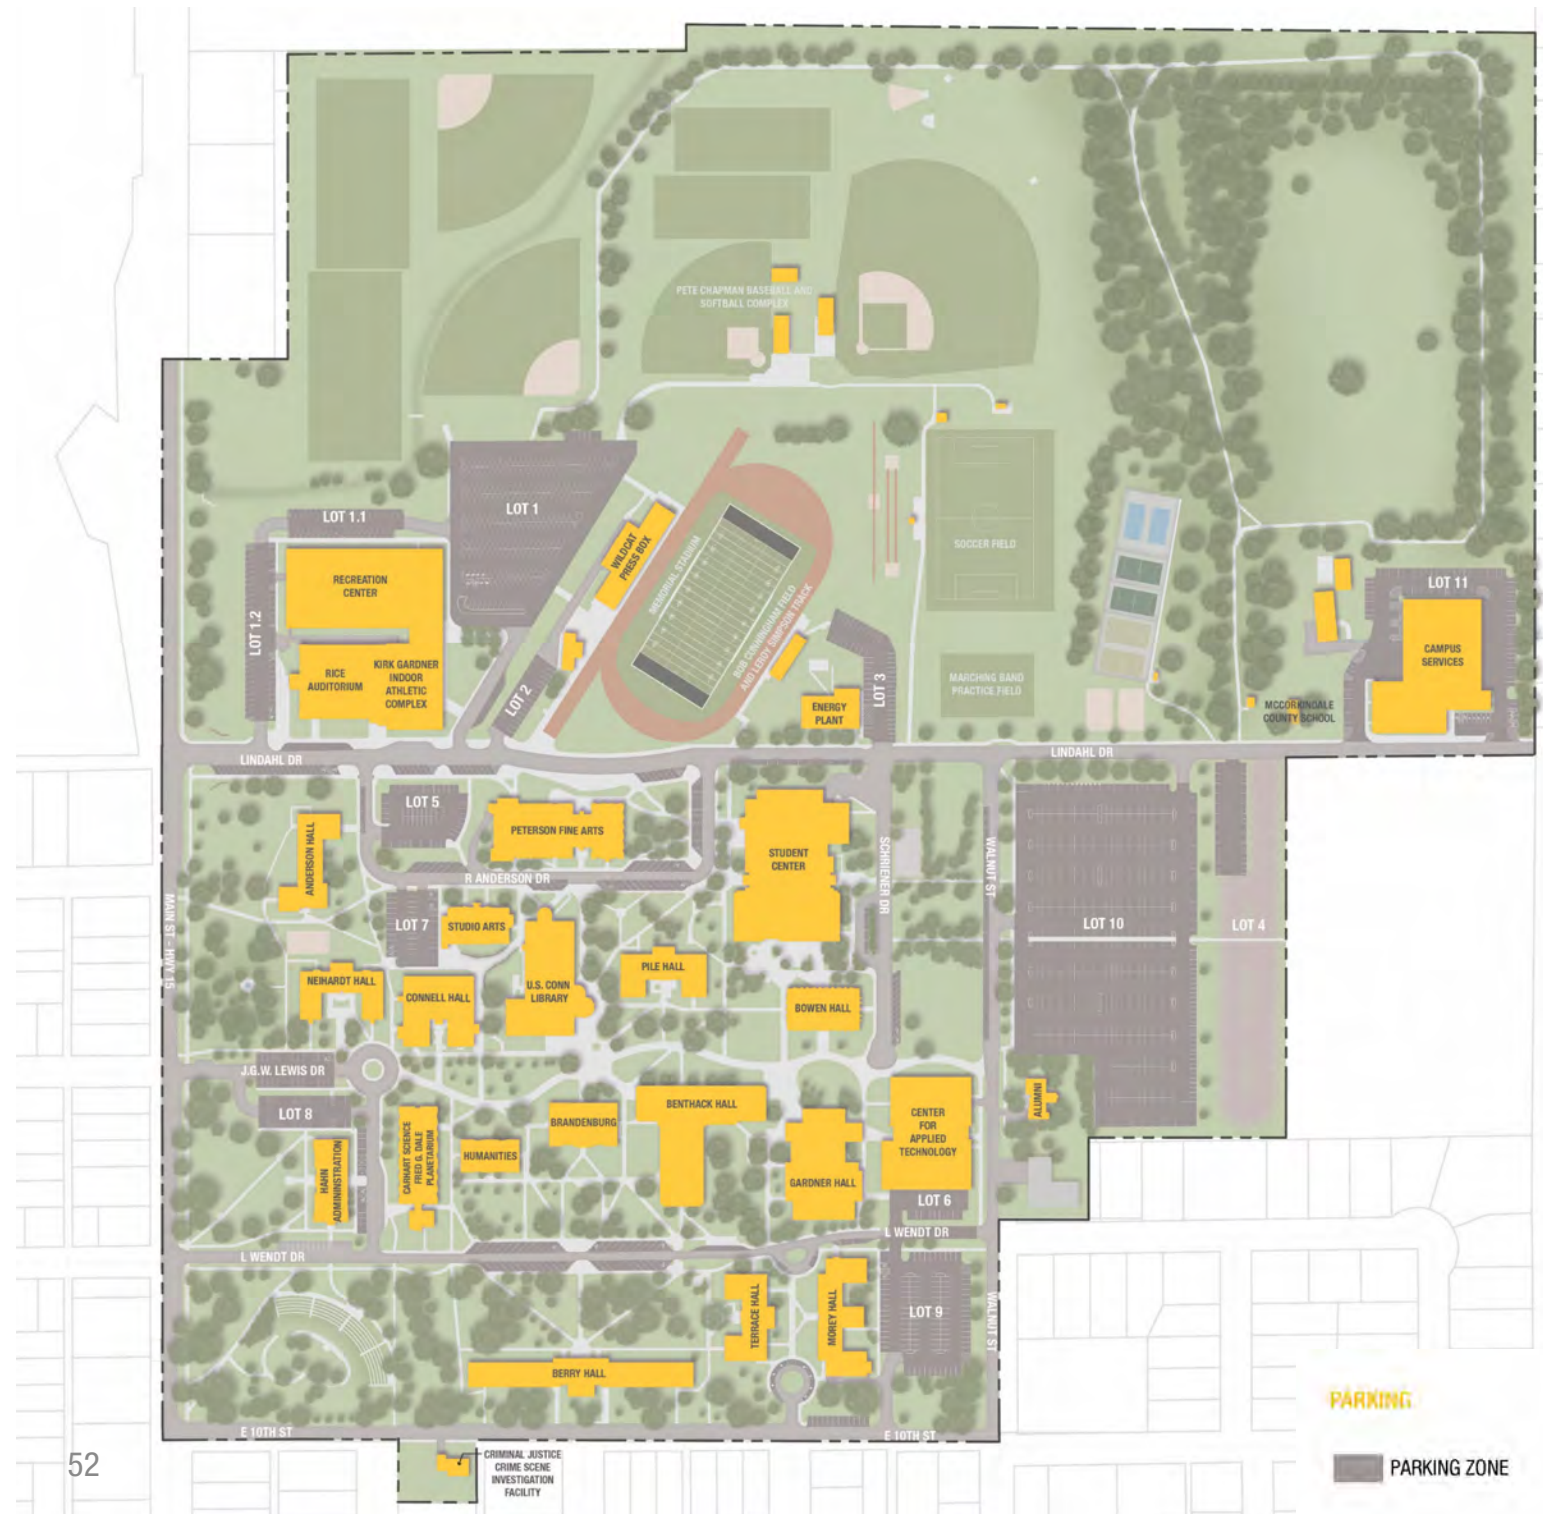 PETE CHAPMAN BASEBALL AND
SOFTBALL COMPLEX
LOT 1.1
LOT 1
WILDCAT
PRESS BOX
MEMORIAL STADIUM
BOB CUNNINGHAM FIELD
AND LEROY SIMPSON TRACK
SOCCER FIELD
RECREATION
CENTER
LOT 1.2
RICE
AUDITORIUM
KIRK GARDNER
INDOOR
ATHLETIC
COMPLEX
LOT 2
LOT 3
ENERGY
PLANT
MARCHING BAND
PRACTICE FIELD
LOT 11
CAMPUS
SERVICES
MCCORKINDALE
COUNTY SCHOOL
LINDAHL DR
LINDAHL DR
LOT 5
PETERSON FINE ARTS
ANDERSON HALL
STUDENT
CENTER
SCHRIENER DR
WALNUT ST
R ANDERSON DR
MAIN ST - HWY 15
LOT 7
STUDIO ARTS
LOT 10
LOT 4
NEIHARDT HALL
CONNELL HALL
U.S. CONN
LIBRARY
PILE HALL
BOWEN HALL
J.G.W. LEWIS DR
LOT 8
HAHN
ADMININSTRATION
CARHART SCIENCE
FRED G. DALE
PLANETARIUM
HUMANITIES
BRANDENBURG
BENTHACK HALL
GARDNER HALL
CENTER
FOR
APPLIED
TECHNOLOGY
ALUMNI
LOT 6
L WENDT DR
L WENDT DR
TERRACE HALL
MOREY HALL
LOT 9
WALNUT ST
BERRY HALL
E 10TH ST
E 10TH ST
CRIMINAL JUSTICE
CRIME SCENE
INVESTIGATION
FACILITY
52
PARKING
PARKING ZONE